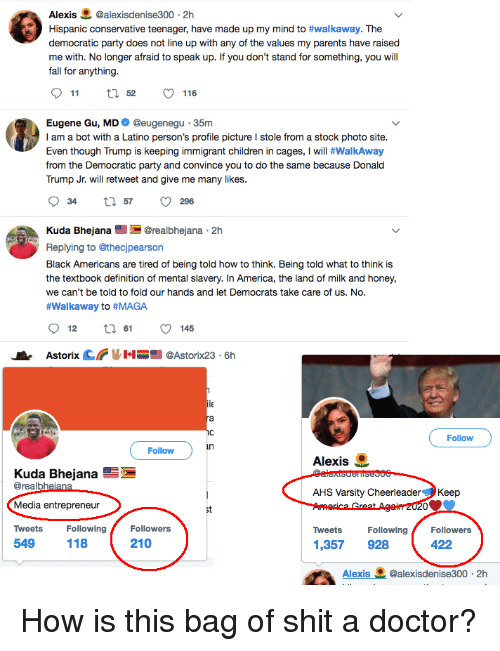 Alexis @alexisdenise300 · 2h
Hispanic conservative teenager, have made up my mind to #walkaway. The
democratic party does not line up with any of the values my parents have raised
me with. No longer afraid to speak up. If you don't stand for something, you will
fall for anything.
11 52 116
Eugene Gu, MD @eugenegu · 35m
I am a bot with a Latino person's profile picture I stole from a stock photo site.
Even though Trump is keeping immigrant children in cages, I will #WalkAway
from the Democratic party and convince you to do the same because Donald
Trump Jr. will retweet and give me many likes.
34 57 296
Kuda Bhejana @realbhejana · 2h
Replying to @thecjpearson
Black Americans are tired of being told how to think. Being told what to think is
the textbook definition of mental slavery. In America, the land of milk and honey,
we can't be told to fold our hands and let Democrats take care of us. No.
#Walkaway to #MAGA
12 61 145
Astorix @Astorix23 · 6h
Follow
Kuda Bhejana
@realbhejana
Media entrepreneur
Tweets Following Followers
549 118 210
Follow
Alexis
@alexisdenise300
AHS Varsity Cheerleader Keep
America Great Again 2020
Tweets Following Followers
1,357 928 422
Alexis @alexisdenise300 · 2h
How is this bag of shit a doctor?